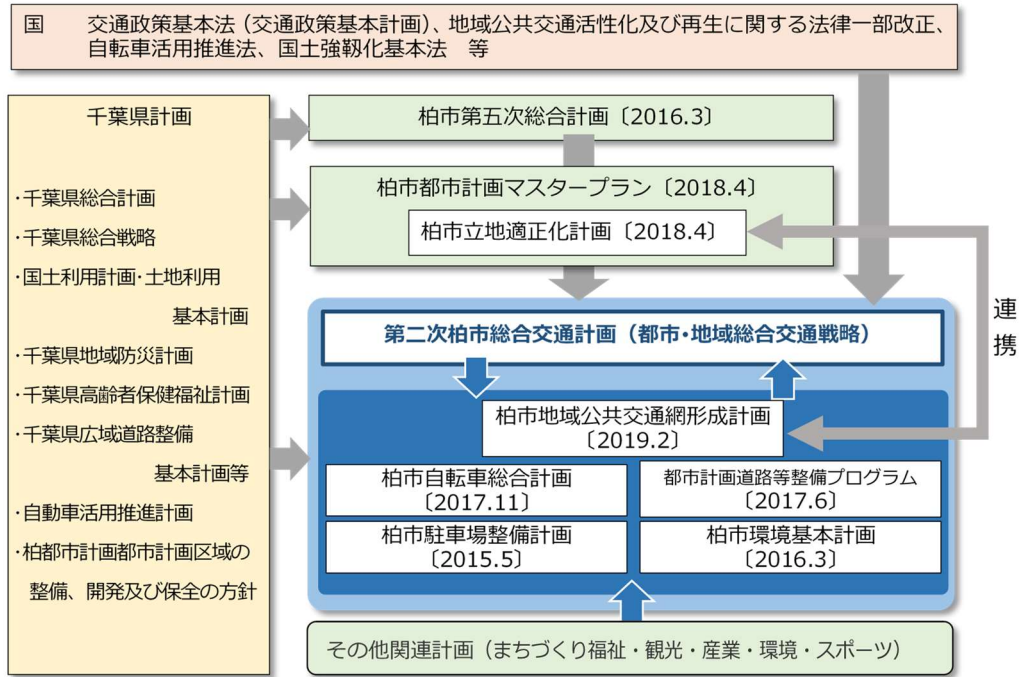 国　交通政策基本法（交通政策基本計画）、地域公共交通活性化及び再生に関する法律一部改正、
自転車活用推進法、国土強靱化基本法　等
千葉県計画
・千葉県総合計画
・千葉県総合戦略
・国土利用計画・土地利用
基本計画
・千葉県地域防災計画
・千葉県高齢者保健福祉計画
・千葉県広域道路整備
基本計画等
・自動車活用推進計画
・柏都市計画都市計画区域の
整備、開発及び保全の方針
柏市第五次総合計画〔2016.3〕
柏市都市計画マスタープラン〔2018.4〕
柏市立地適正化計画〔2018.4〕
連
携
第二次柏市総合交通計画（都市・地域総合交通戦略）
柏市地域公共交通網形成計画
〔2019.2〕
柏市自転車総合計画
〔2017.11〕
都市計画道路等整備プログラム
〔2017.6〕
柏市駐車場整備計画
〔2015.5〕
柏市環境基本計画
〔2016.3〕
その他関連計画（まちづくり福祉・観光・産業・環境・スポーツ）